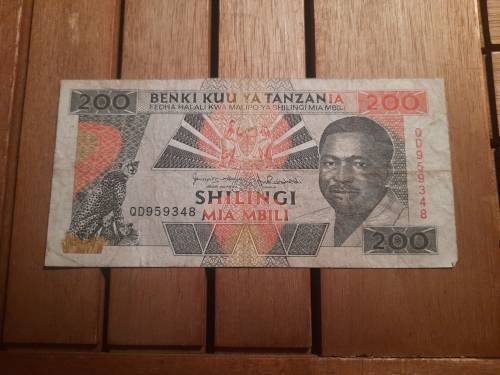 200 BENKI KUU YA TANZANIA 200
FEDHA HALALI KWA MALIPO YA SHILINGI MIA MBILI
QD959348
SHILINGI
QD959348 MIA MBILI
200